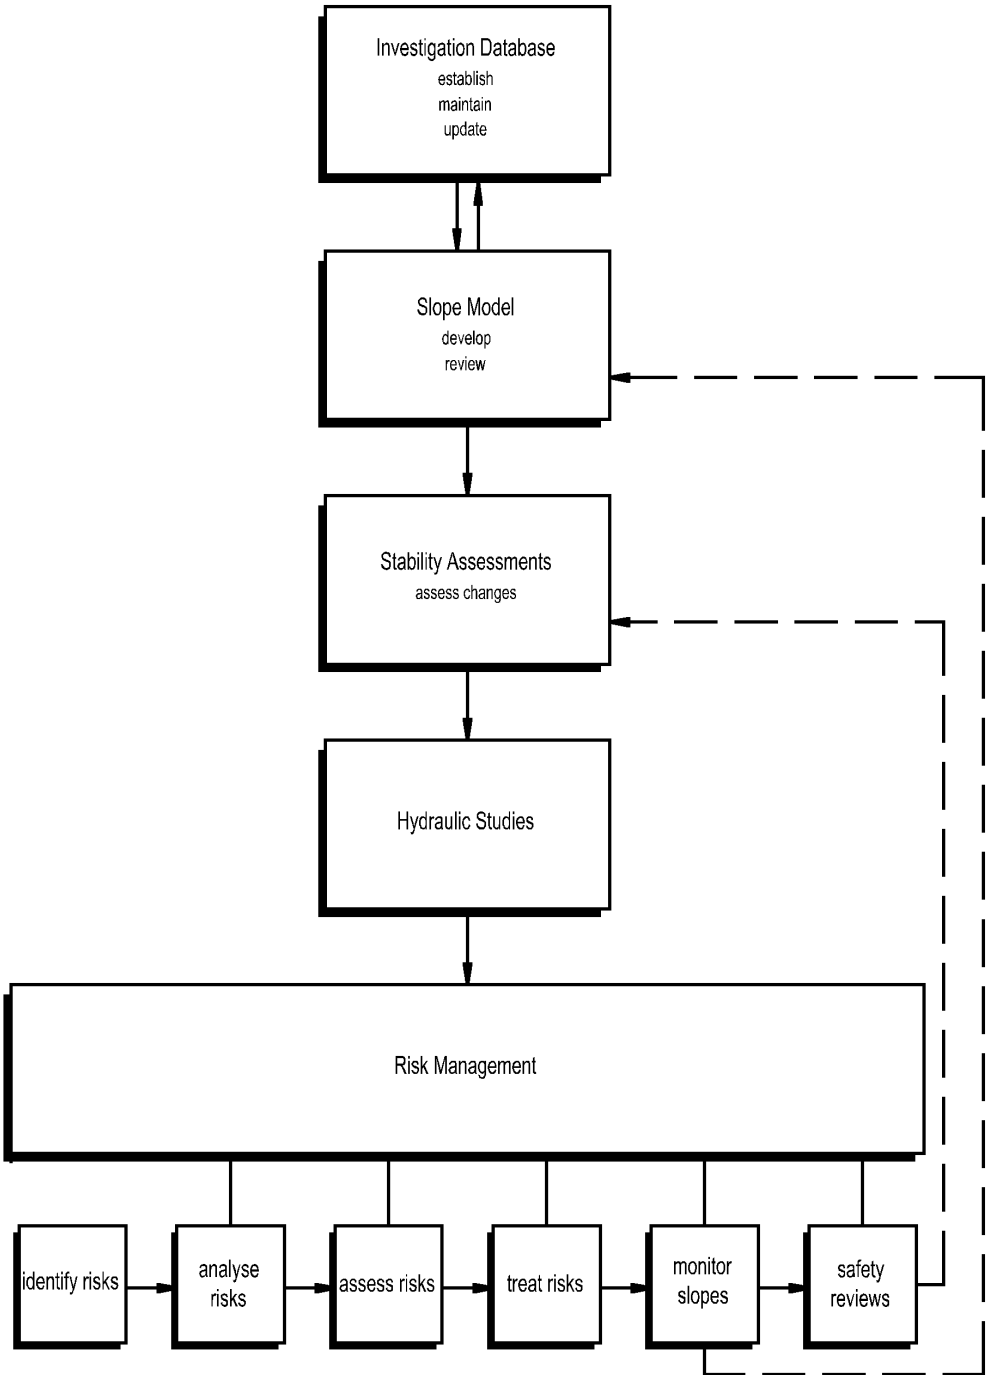 Investigation Database
establish
maintain
update
Slope Model
develop
review
Stability Assessments
assess changes
Hydraulic Studies
Risk Management
identify risks
analyse
risks
assess risks
treat risks
monitor
slopes
safety
reviews